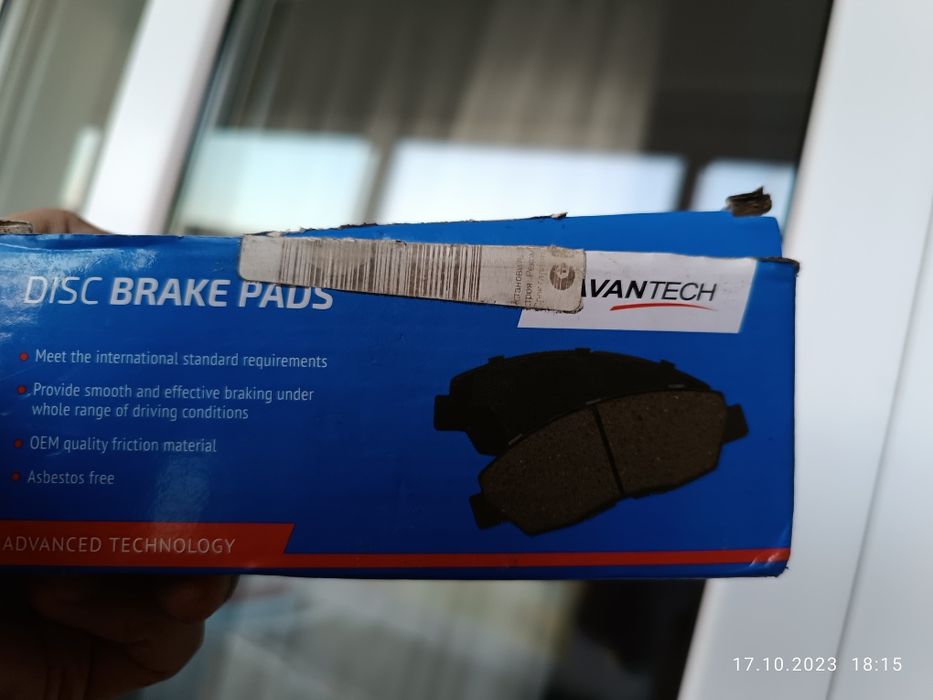 DISC BRAKE PADS
AVANTECH
Meet the international standard requirements
Provide smooth and effective braking under
whole range of driving conditions
OEM quality friction material
Asbestos free
ADVANCED TECHNOLOGY
17.10.2023 18:15